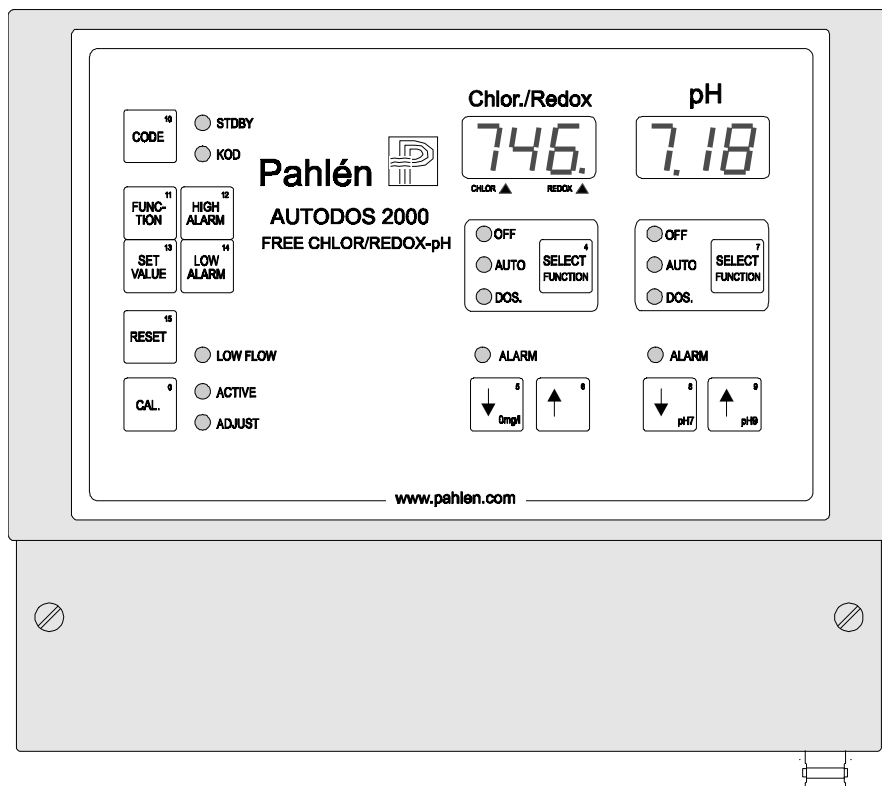 Chlor./Redox
pH
10
CODE
STDBY
KOD
746.
7.18
CHLOR ▲
REDOX ▲
Pahlén
AUTODOS 2000
FREE CHLOR/REDOX-pH
11
FUNC-
TION
12
HIGH
ALARM
13
SET
VALUE
14
LOW
ALARM
OFF
AUTO
DOS.
4
SELECT
FUNCTION
OFF
AUTO
DOS.
7
SELECT
FUNCTION
15
RESET
LOW FLOW
ALARM
ALARM
CAL.
ACTIVE
ADJUST
5
↓
0mg/l
6
↑
8
↓
pH7
9
↑
pH9
www.pahlen.com